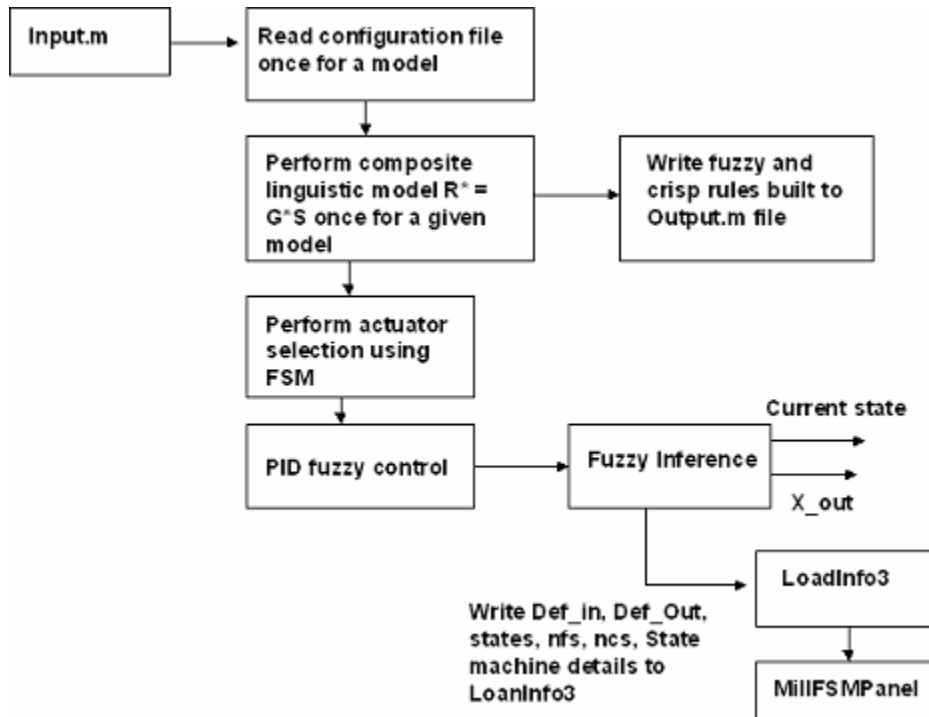 Input.m
Read configuration file
once for a model
Perform composite
linguistic model R* =
G*S once for a given
model
Write fuzzy and
crisp rules built to
Output.m file
Perform actuator
selection using
FSM
Current state
PID fuzzy control
Fuzzy Inference
X_out
LoadInfo3
Write Def_in, Def_Out,
states, nfs, ncs, State
machine details to
LoanInfo3
MillFSMPanel